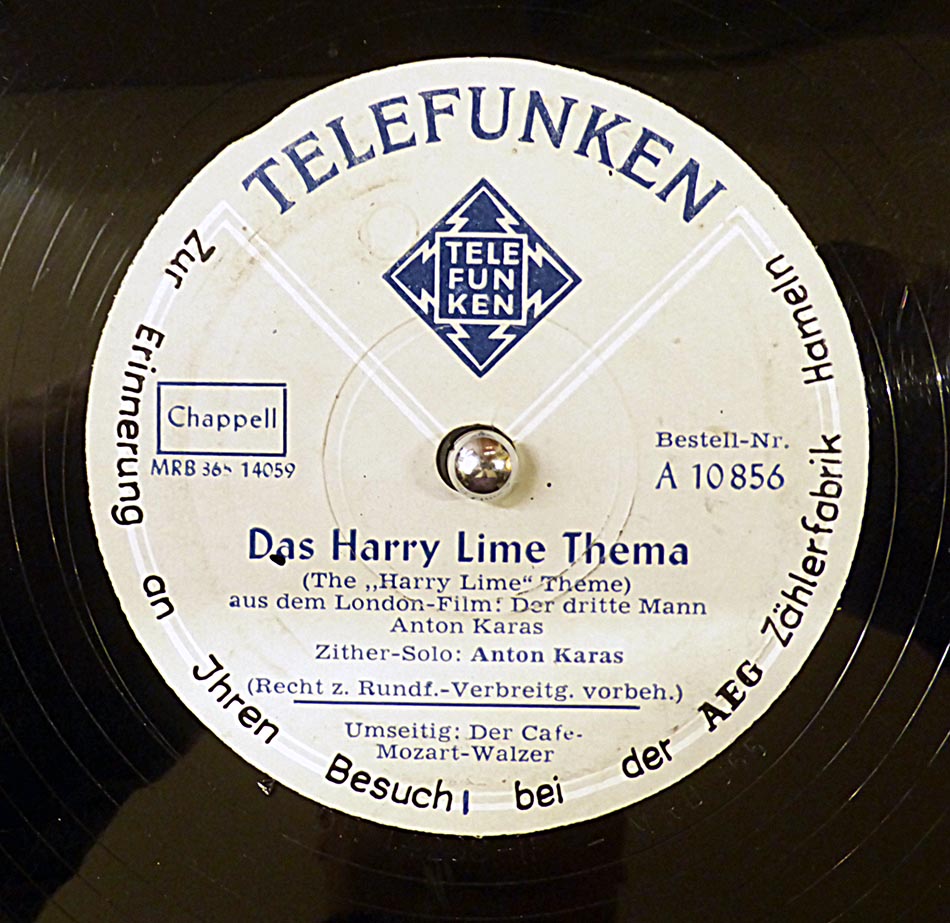 TELEFUNKEN
TELE
FUN
KEN
Chappell
MRB 14059
Bestell-Nr.
A 10856
Das Harry Lime Thema
(The „Harry Lime“ Theme)
aus dem London-Film: Der dritte Mann
Anton Karas
Zither-Solo: Anton Karas
(Recht z. Rundf.-Verbreitg. vorbeh.)
Umseitig: Der Cafe-
Mozart-Walzer
Zur Erinnerung an Jhren Besuch bei der AEG Zählerfabrik Hameln